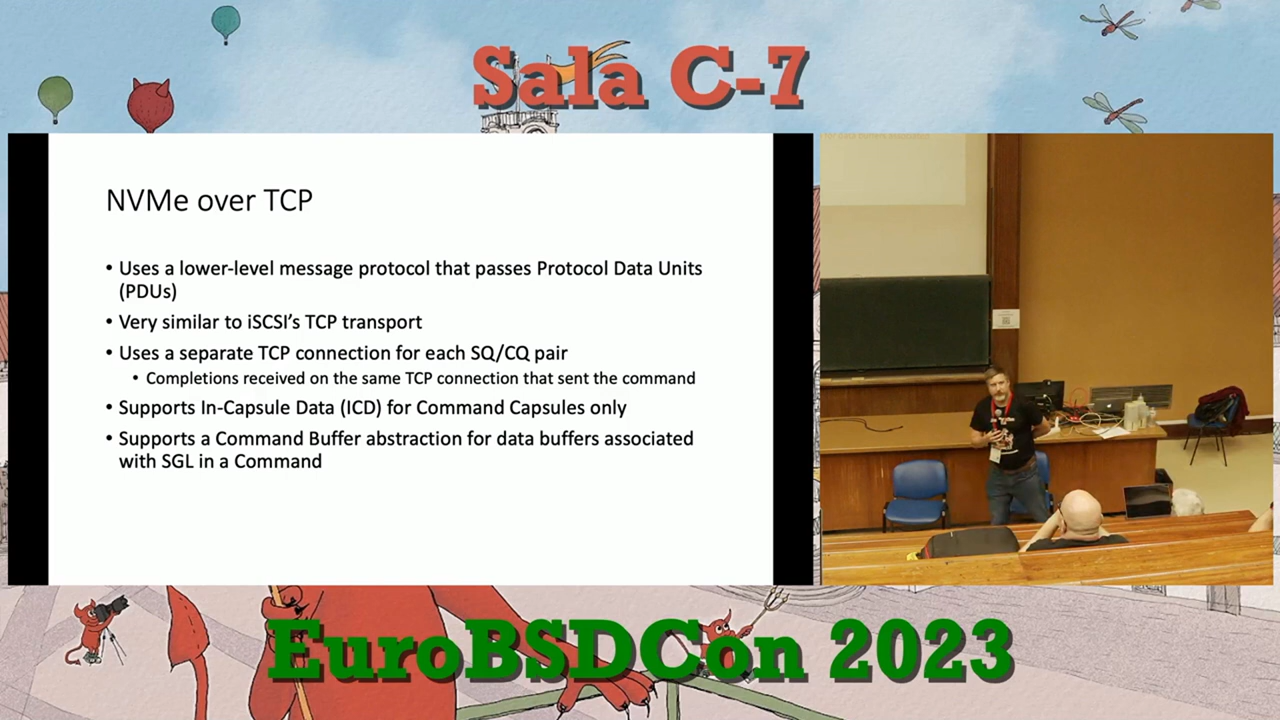 Sala C-7
NVMe over TCP
• Uses a lower-level message protocol that passes Protocol Data Units
(PDUs)
• Very similar to iSCSI's TCP transport
• Uses a separate TCP connection for each SQ/CQ pair
• Completions received on the same TCP connection that sent the command
• Supports In-Capsule Data (ICD) for Command Capsules only
• Supports a Command Buffer abstraction for data buffers associated
with SGL in a Command
EuroBSDCon 2023